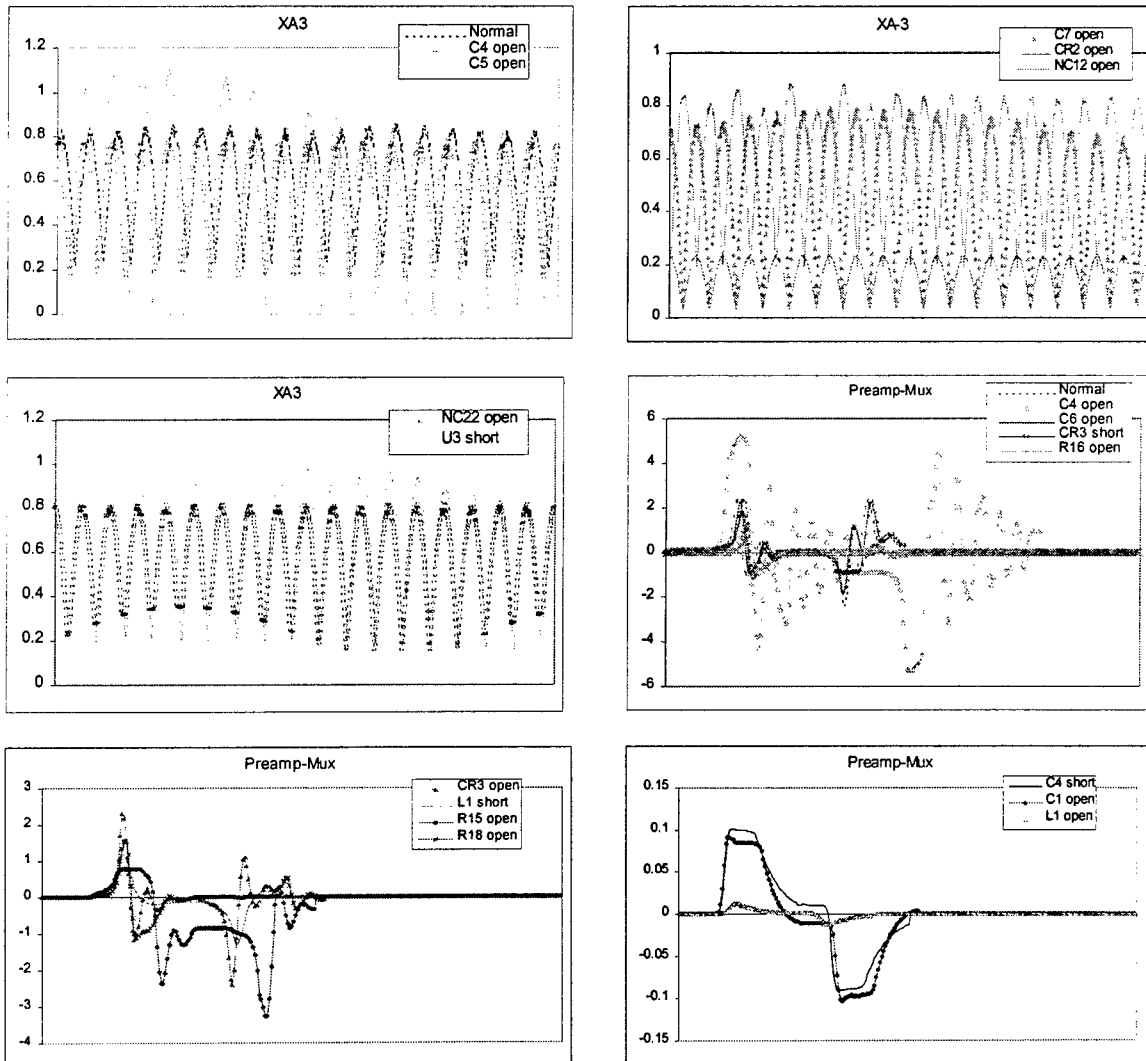 XA3
Normal
C4 open
C5 open
1.2
1
0.8
0.6
0.4
0.2
0
XA-3
C7 open
CR2 open
NC12 open
1
0.8
0.6
0.4
0.2
0
XA3
NC22 open
U3 short
1.2
1
0.8
0.6
0.4
0.2
0
Preamp-Mux
Normal
C4 open
C6 open
CR3 short
R16 open
6
4
2
0
-2
-4
-6
Preamp-Mux
CR3 open
L1 short
R15 open
R18 open
3
2
1
0
-1
-2
-3
-4
Preamp-Mux
C4 short
C1 open
L1 open
0.15
0.1
0.05
0
-0.05
-0.1
-0.15